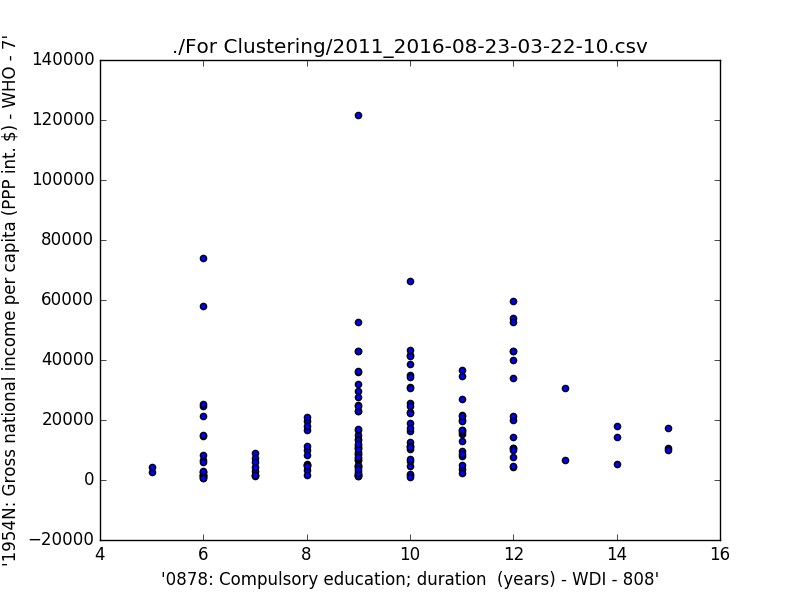 ./For Clustering/2011_2016-08-23-03-22-10.csv
'1954N: Gross national income per capita (PPP int. $) - WHO - 7'
140000
120000
100000
80000
60000
40000
20000
0
−20000
4 6 8 10 12 14 16
'0878: Compulsory education; duration  (years) - WDI - 808'